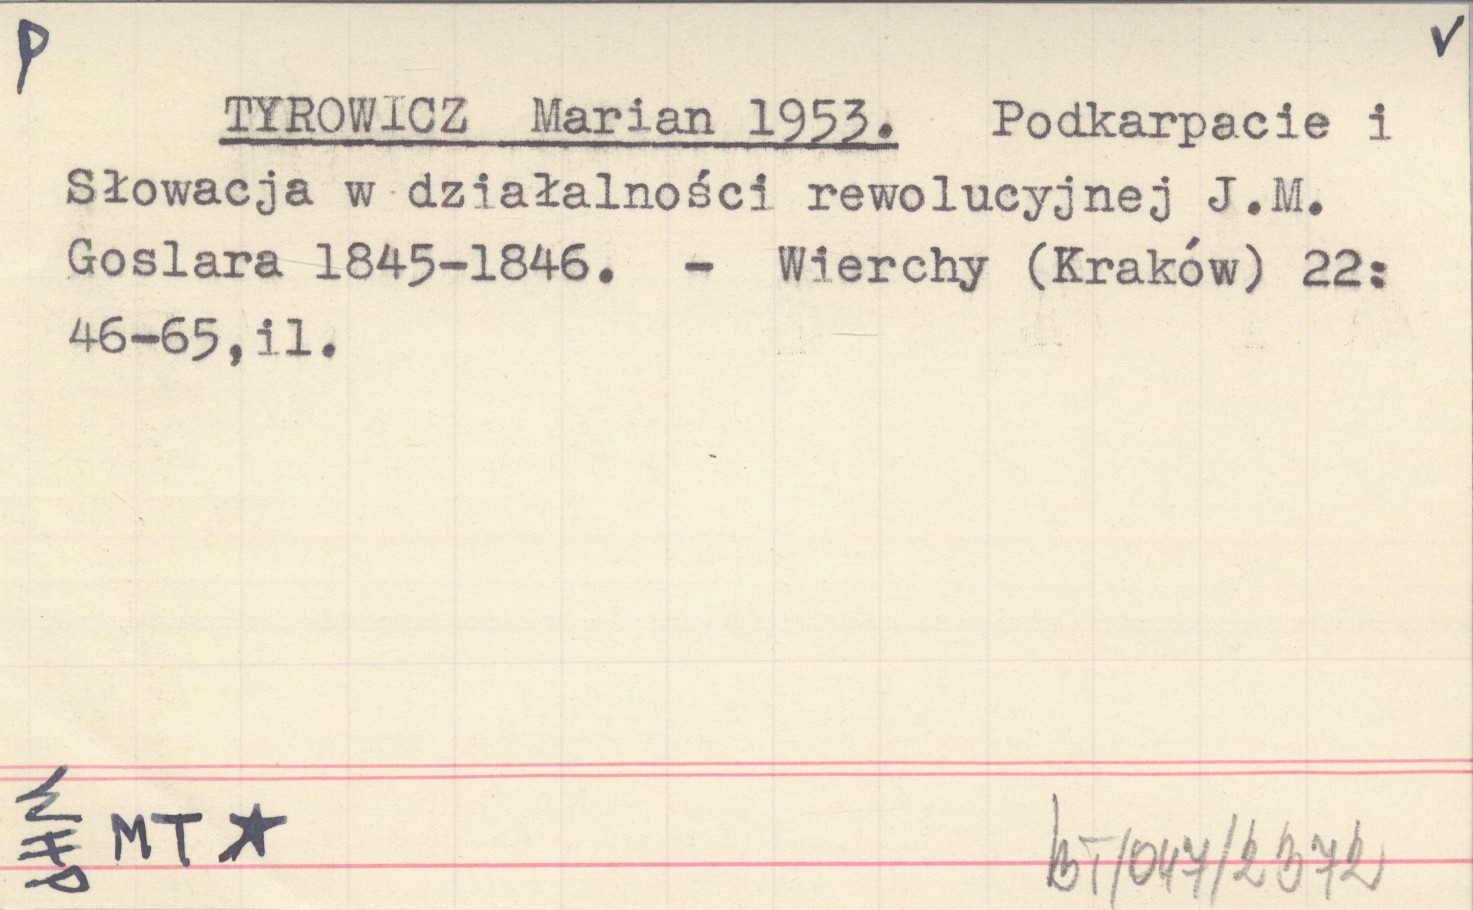 P
TYROWICZ Marian 1953. Podkarpacie i
Słowacja w działalności rewolucyjnej J.M.
Goslara 1845-1846. - Wierchy (Kraków) 22:
46-65,il.
MT
BT/047/2372